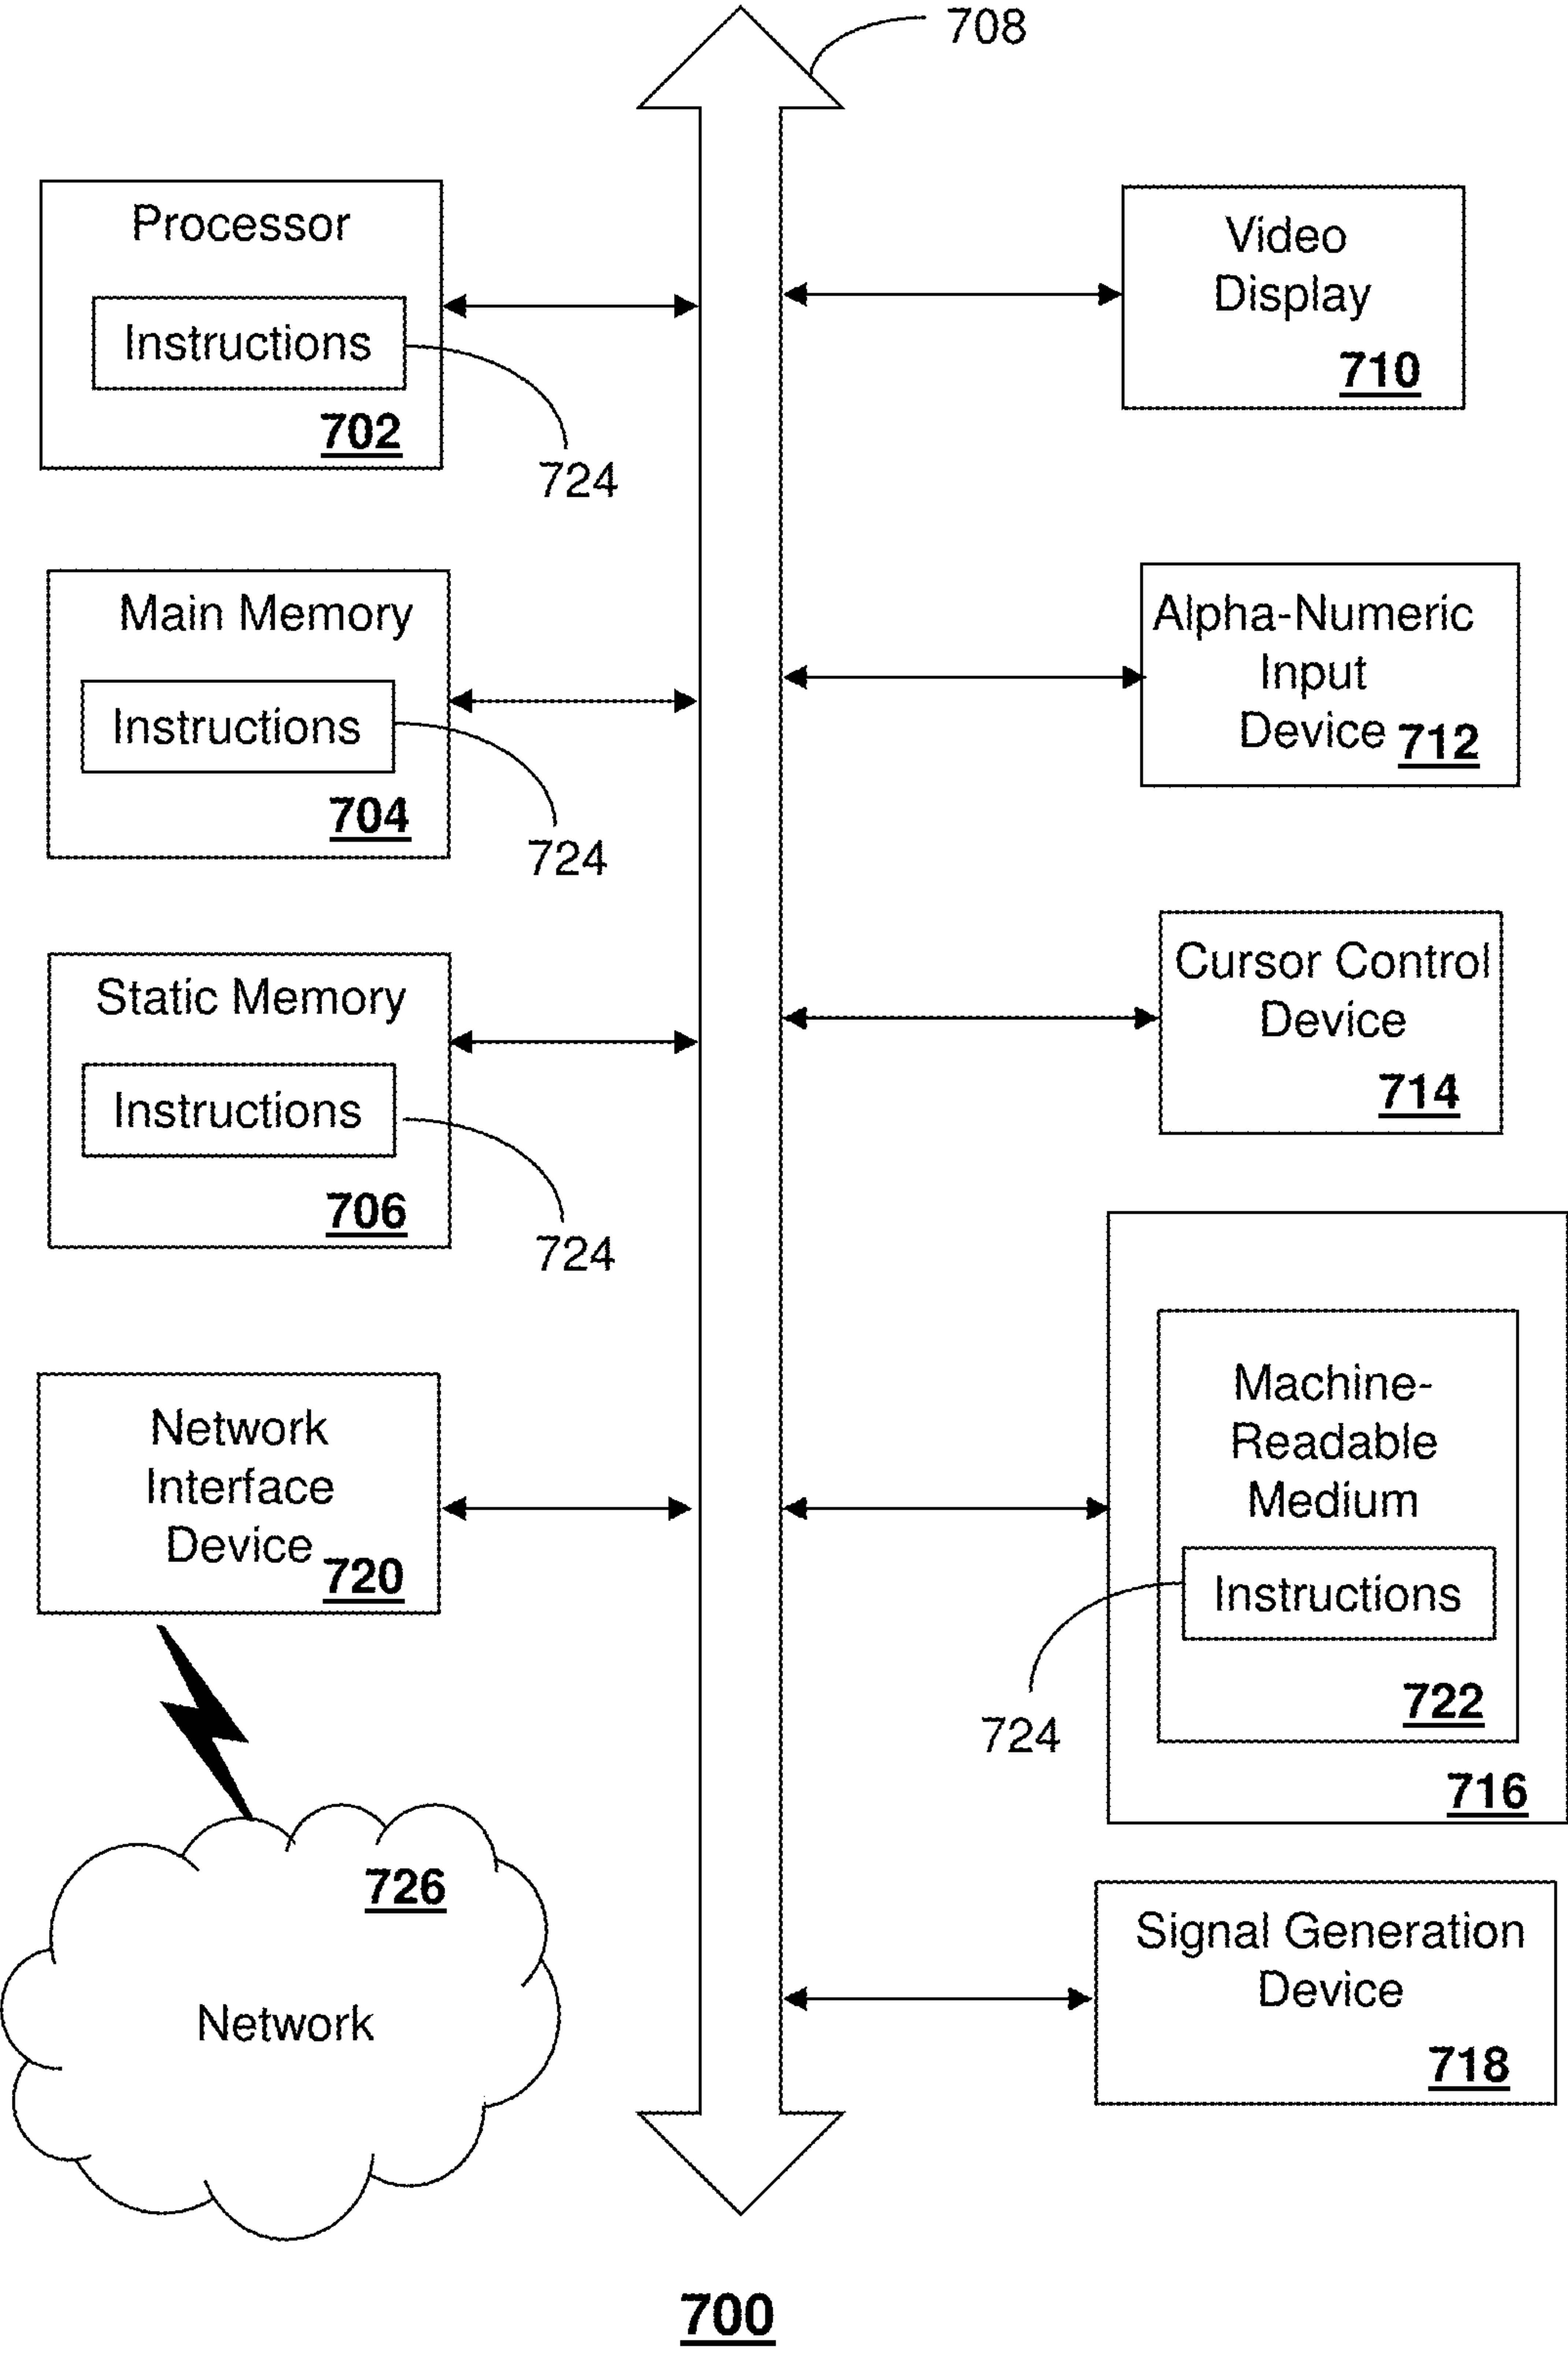 708
Processor
Instructions
702
724
Main Memory
Instructions
704
724
Static Memory
Instructions
706
724
Network
Interface
Device
720
726
Network
Video
Display
710
Alpha-Numeric
Input
Device 712
Cursor Control
Device
714
Machine-
Readable
Medium
Instructions
724
722
716
Signal Generation
Device
718
700